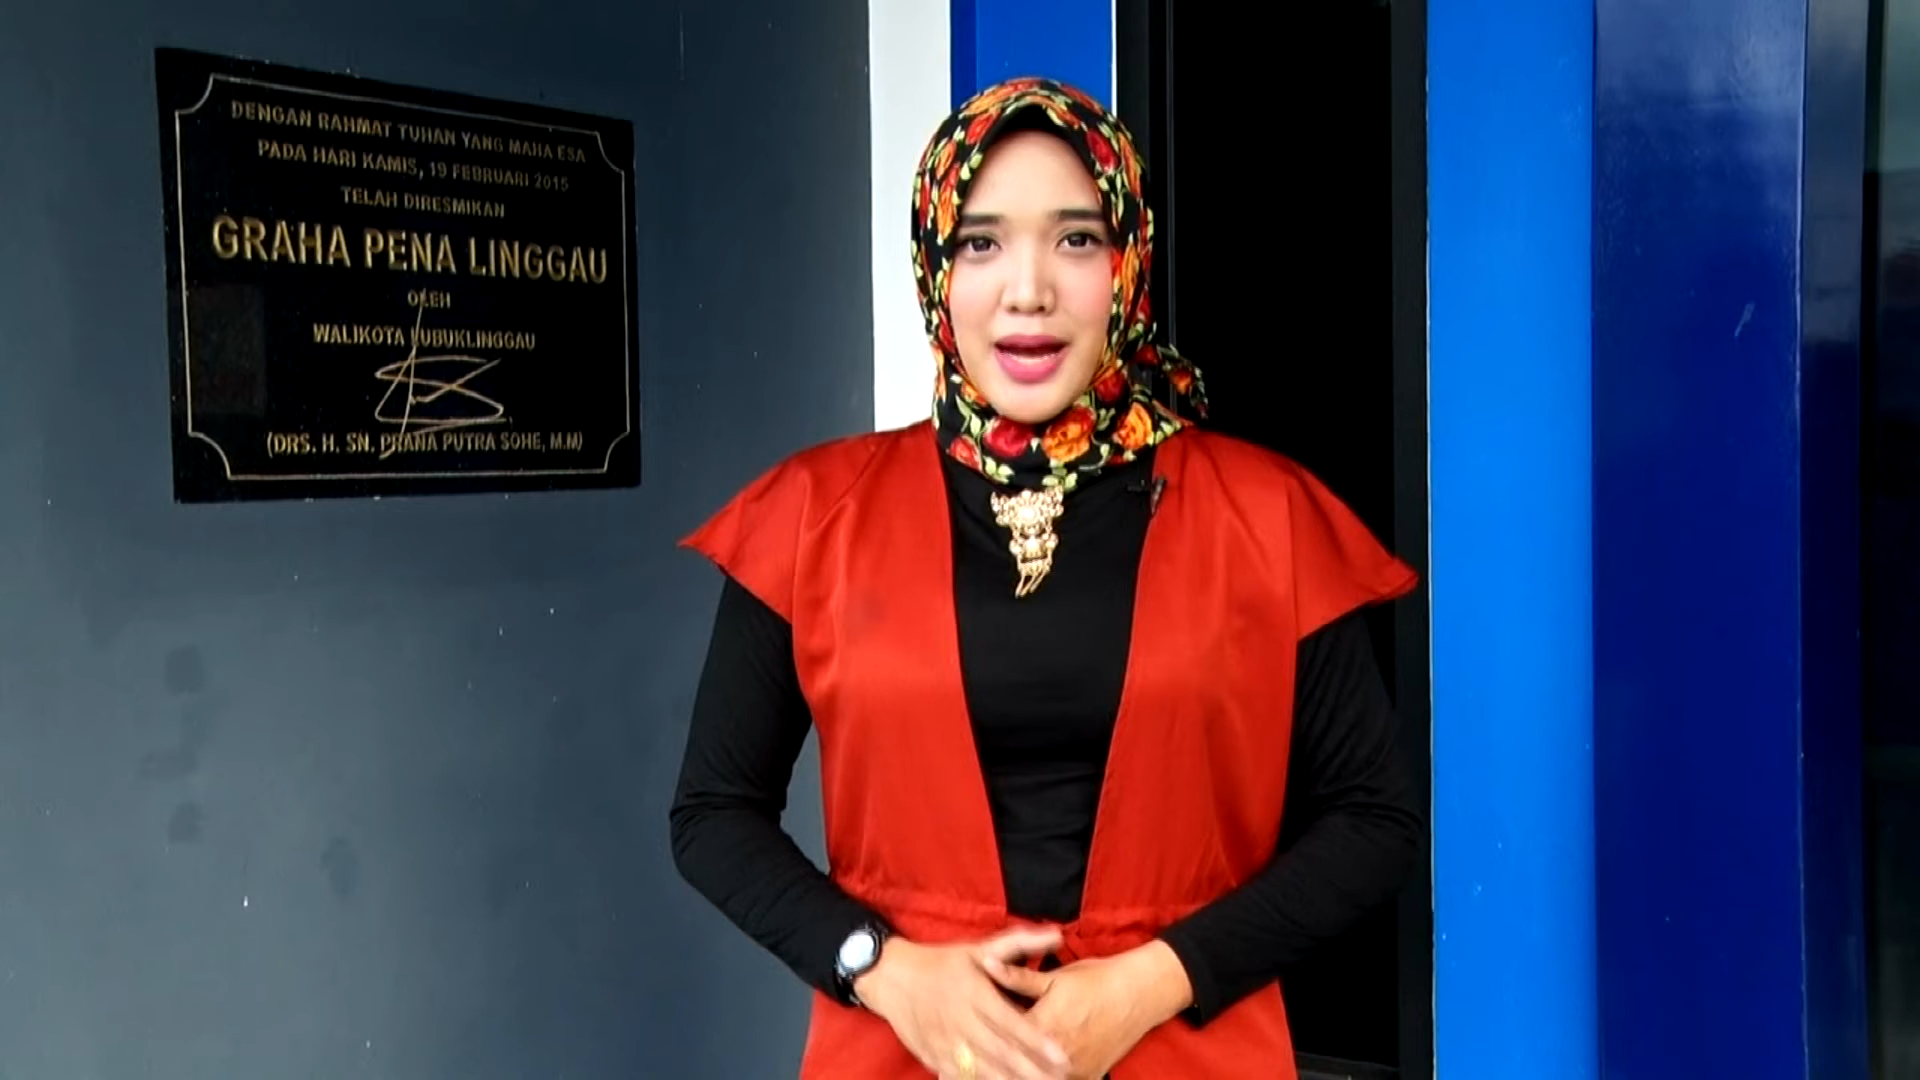 DENGAN RAHMAT TUHAN YANG MAHA ESA
PADA HARI KAMIS, 19 FEBRUARI 2015
TELAH DIRESMIKAN
GRAHA PENA LINGGAU
OLEH
WALIKOTA LUBUKLINGGAU
(DRS. H. SN. PRANA PUTRA SOHE, M.M)